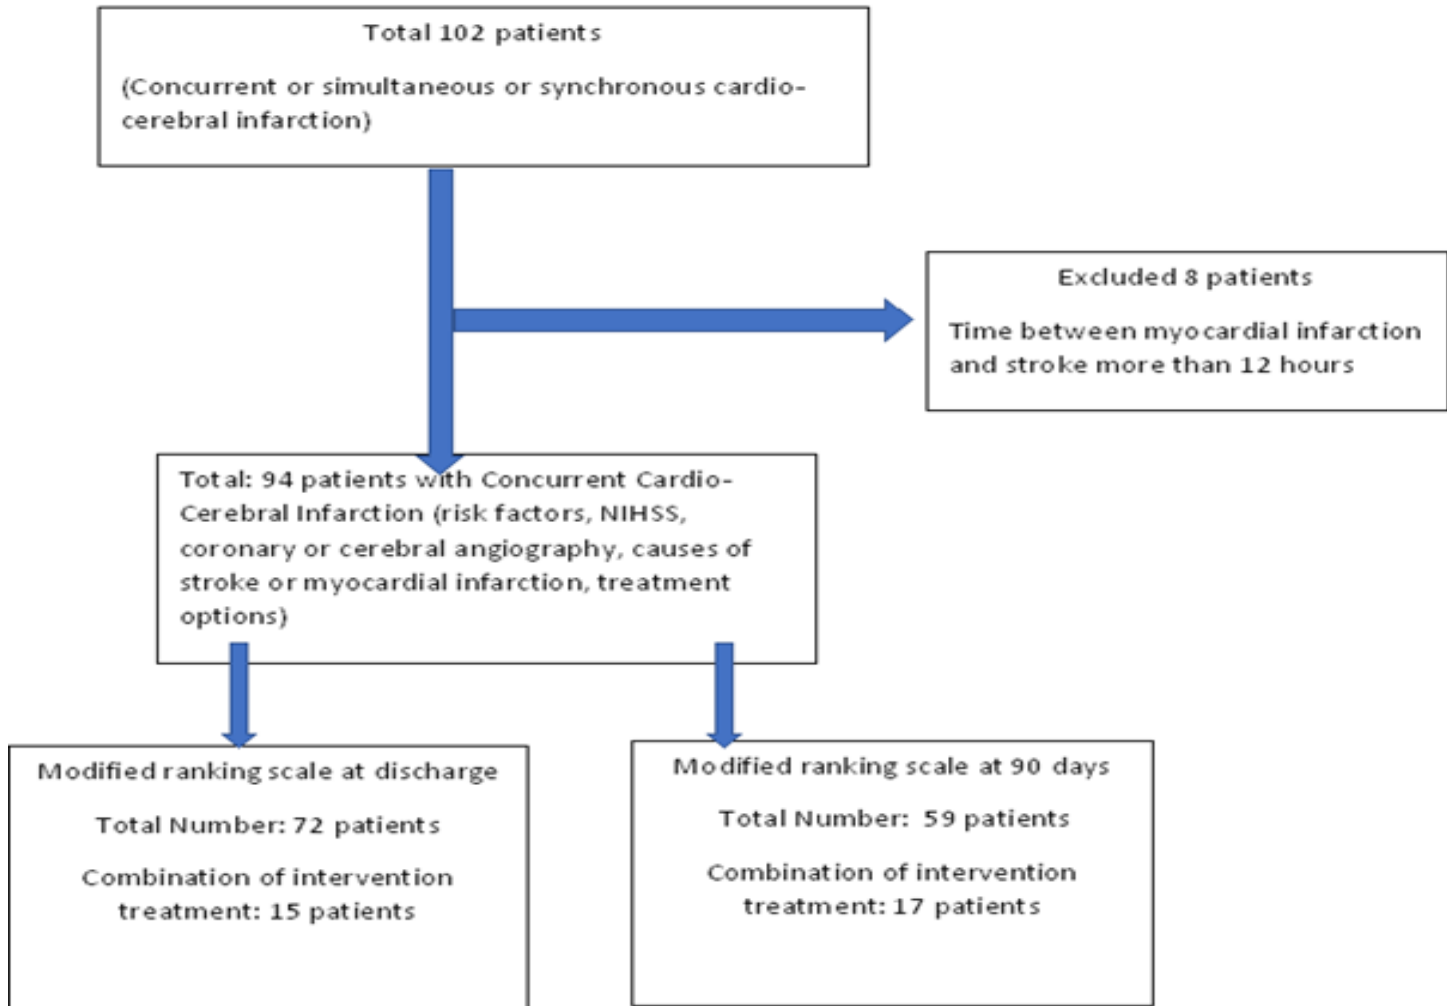 Total 102 patients
(Concurrent or simultaneous or synchronous cardio-
cerebral infarction)
Excluded 8 patients
Time between myocardial infarction
and stroke more than 12 hours
Total: 94 patients with Concurrent Cardio-
Cerebral Infarction (risk factors, NIHSS,
coronary or cerebral angiography, causes of
stroke or myocardial infarction, treatment
options)
Modified ranking scale at discharge
Total Number: 72 patients
Combination of intervention
treatment: 15 patients
Modified ranking scale at 90 days
Total Number: 59 patients
Combination of intervention
treatment: 17 patients